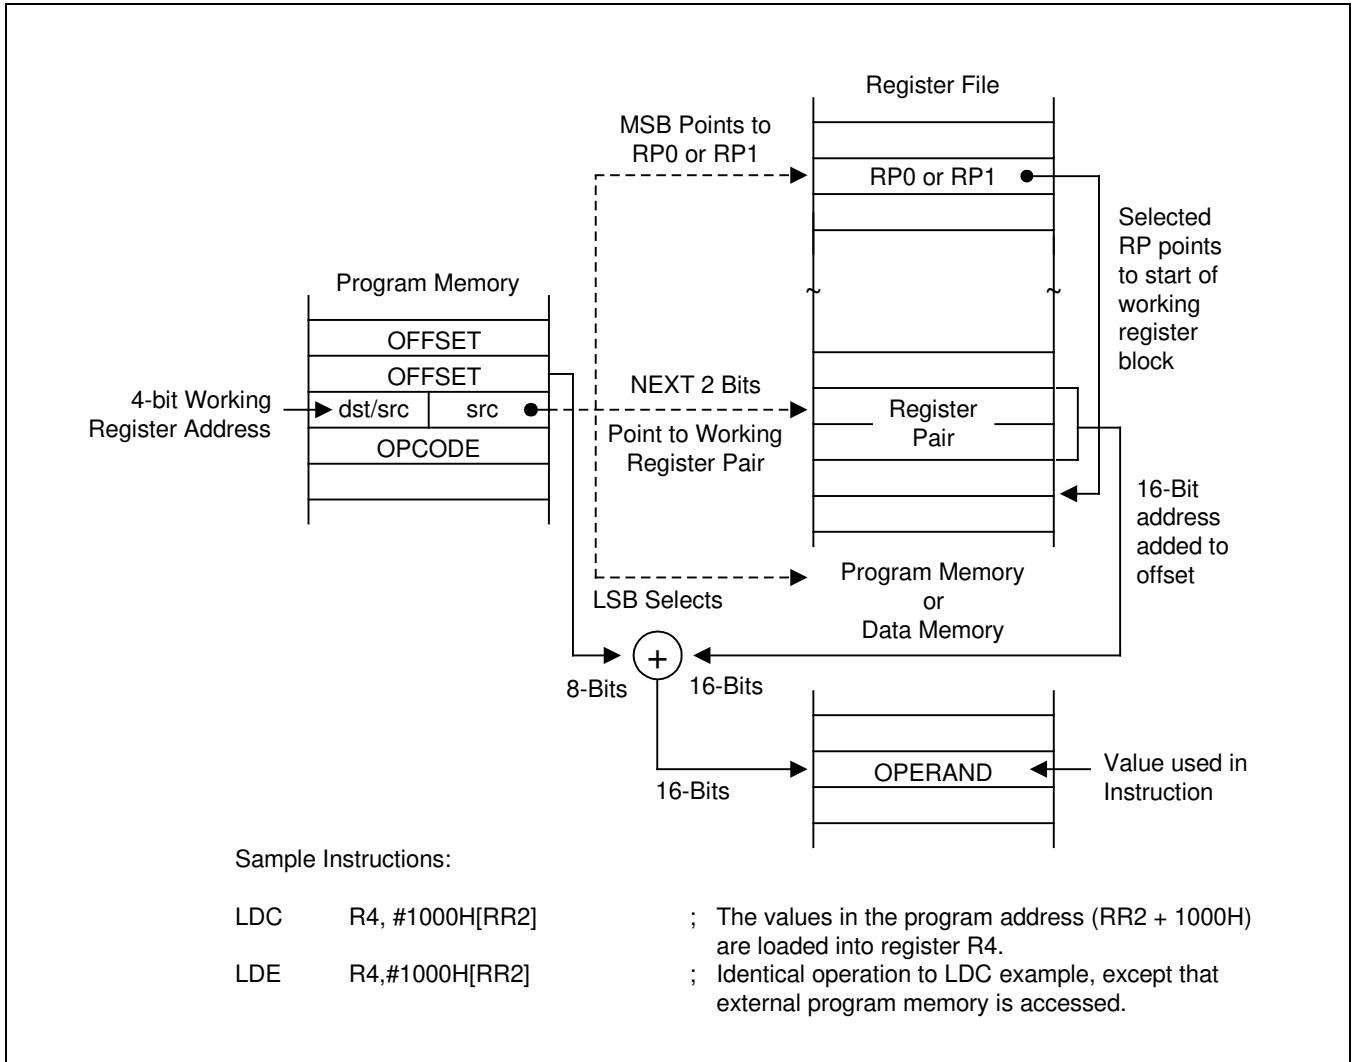 Register File
MSB Points to
RP0 or RP1
RP0 or RP1
Selected
RP points
to start of
working
register
block
Program Memory
OFFSET
OFFSET
4-bit Working
Register Address
dst/src
src
OPCODE
NEXT 2 Bits
Point to Working
Register Pair
Register
Pair
16-Bit
address
added to
offset
LSB Selects
Program Memory
or
Data Memory
+
8-Bits
16-Bits
16-Bits
OPERAND
Value used in
Instruction
~
~
Sample Instructions:
LDC R4, #1000H[RR2] ; The values in the program address (RR2 + 1000H)
are loaded into register R4.
LDE R4,#1000H[RR2] ; Identical operation to LDC example, except that
external program memory is accessed.